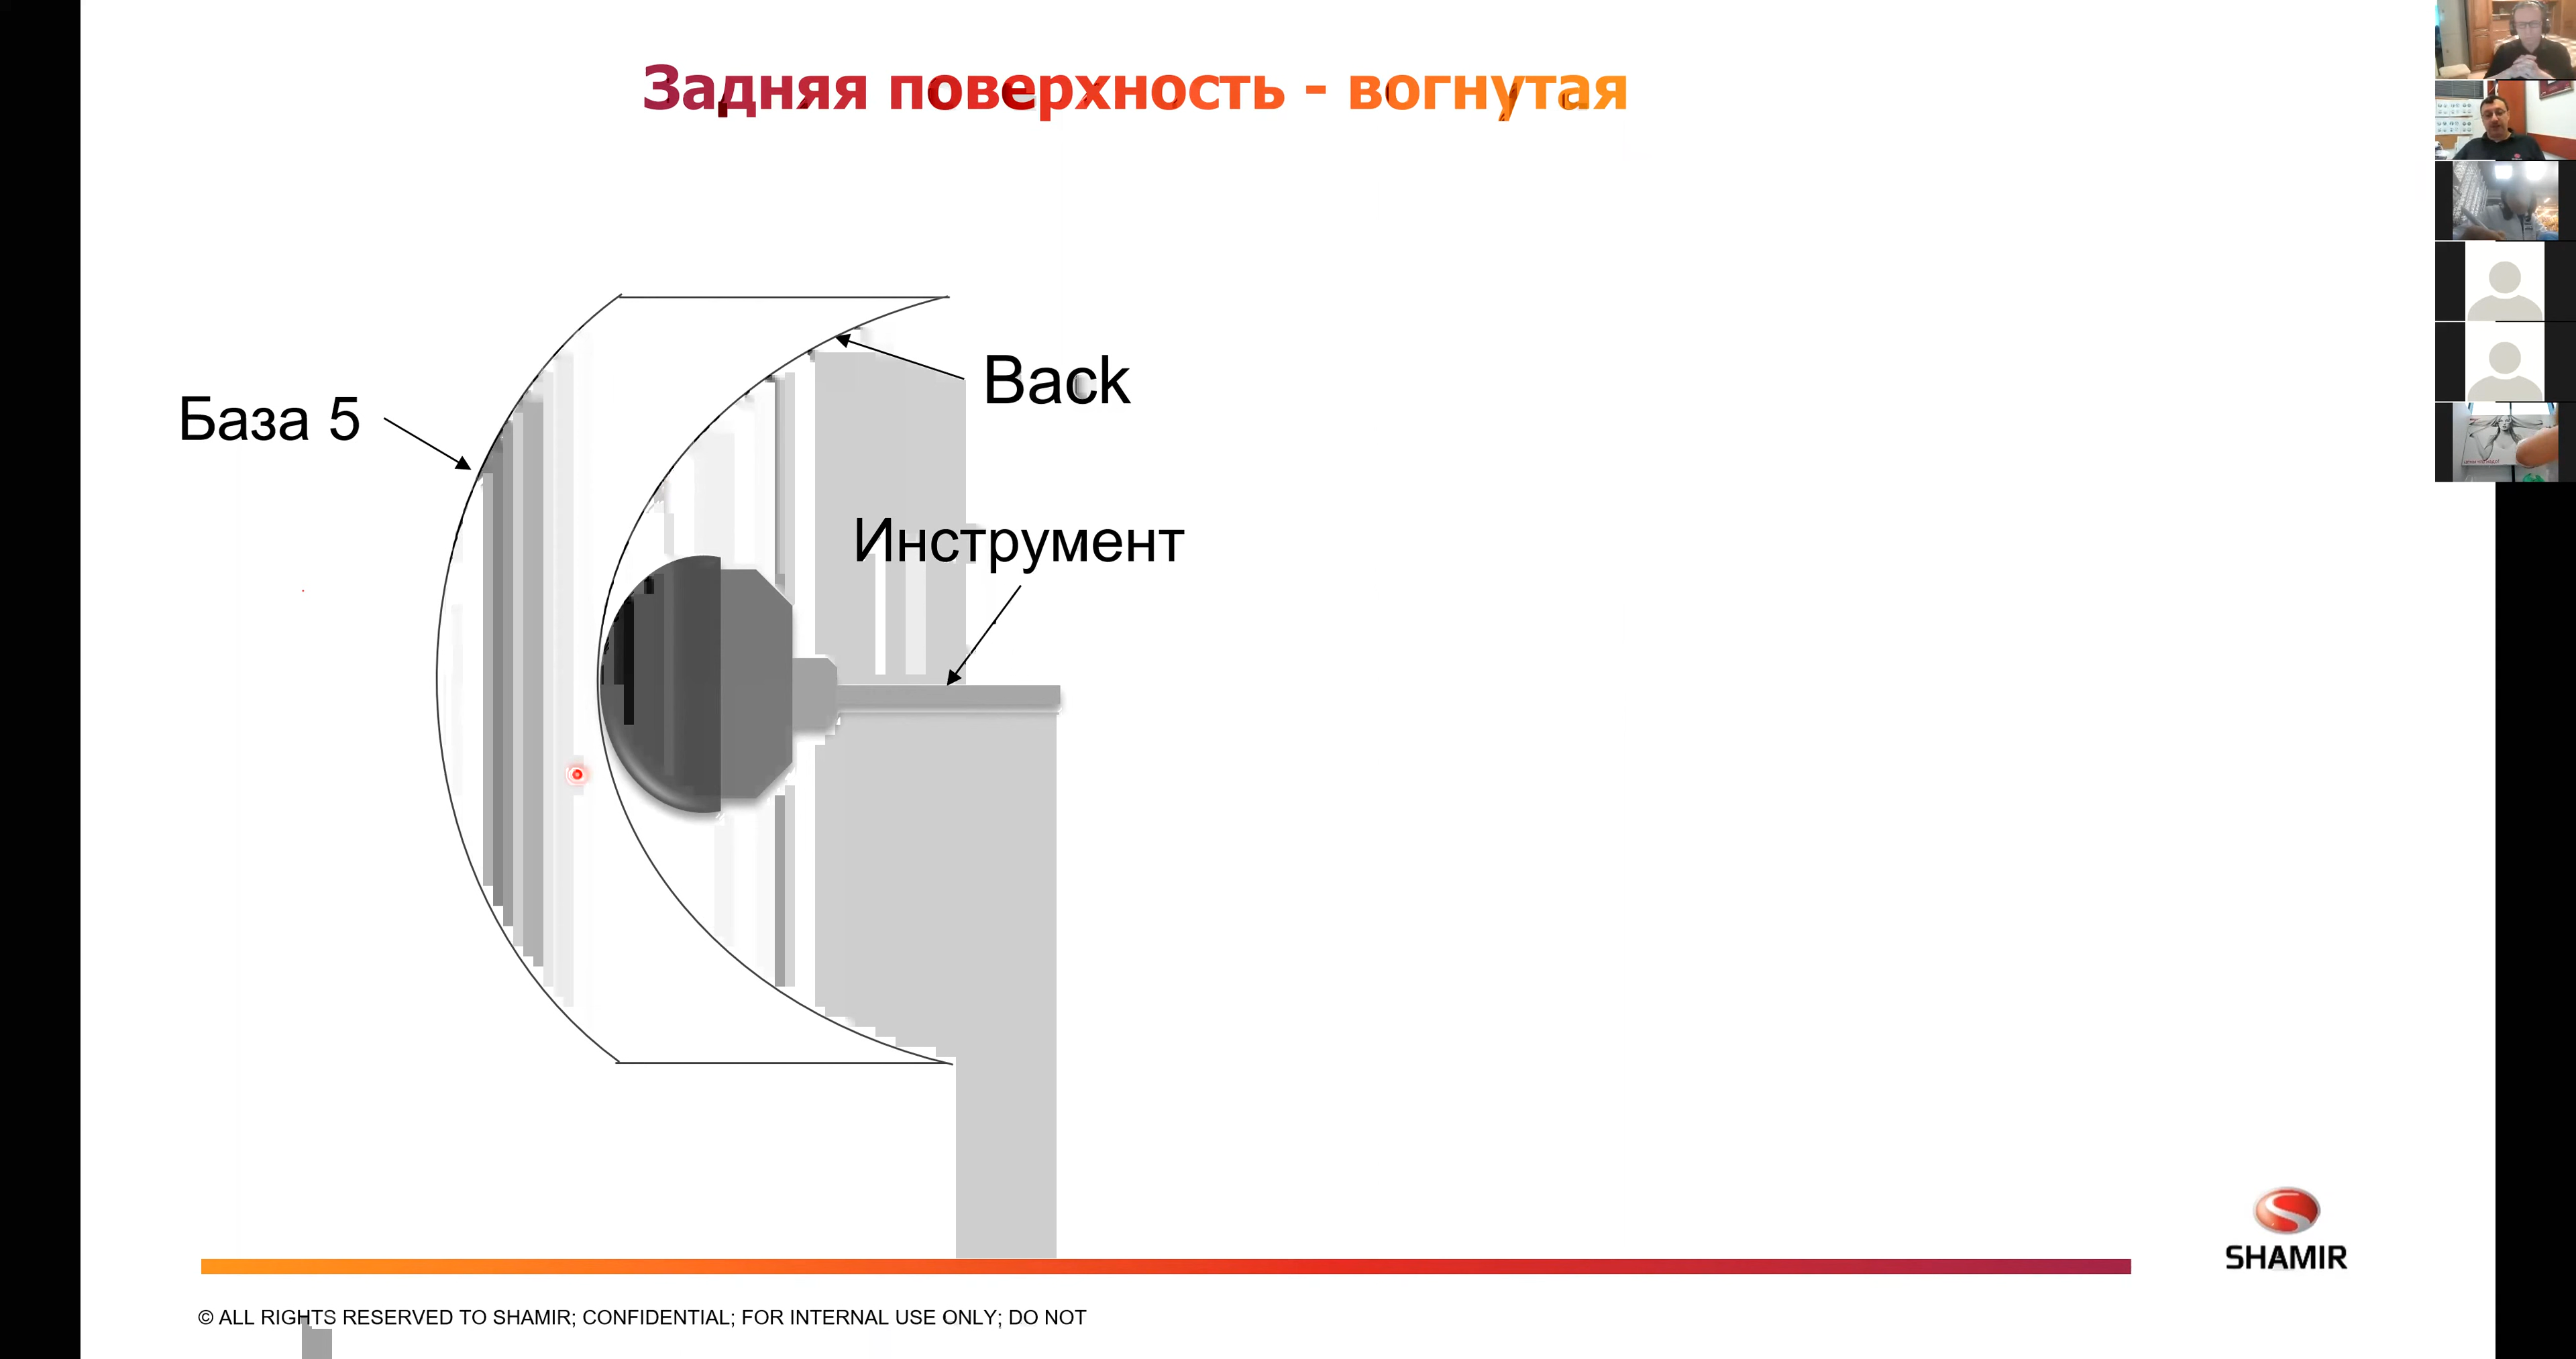 Задняя поверхность - вогнутая
База 5
Back
Инструмент
SHAMIR
© ALL RIGHTS RESERVED TO SHAMIR; CONFIDENTIAL; FOR INTERNAL USE ONLY; DO NOT